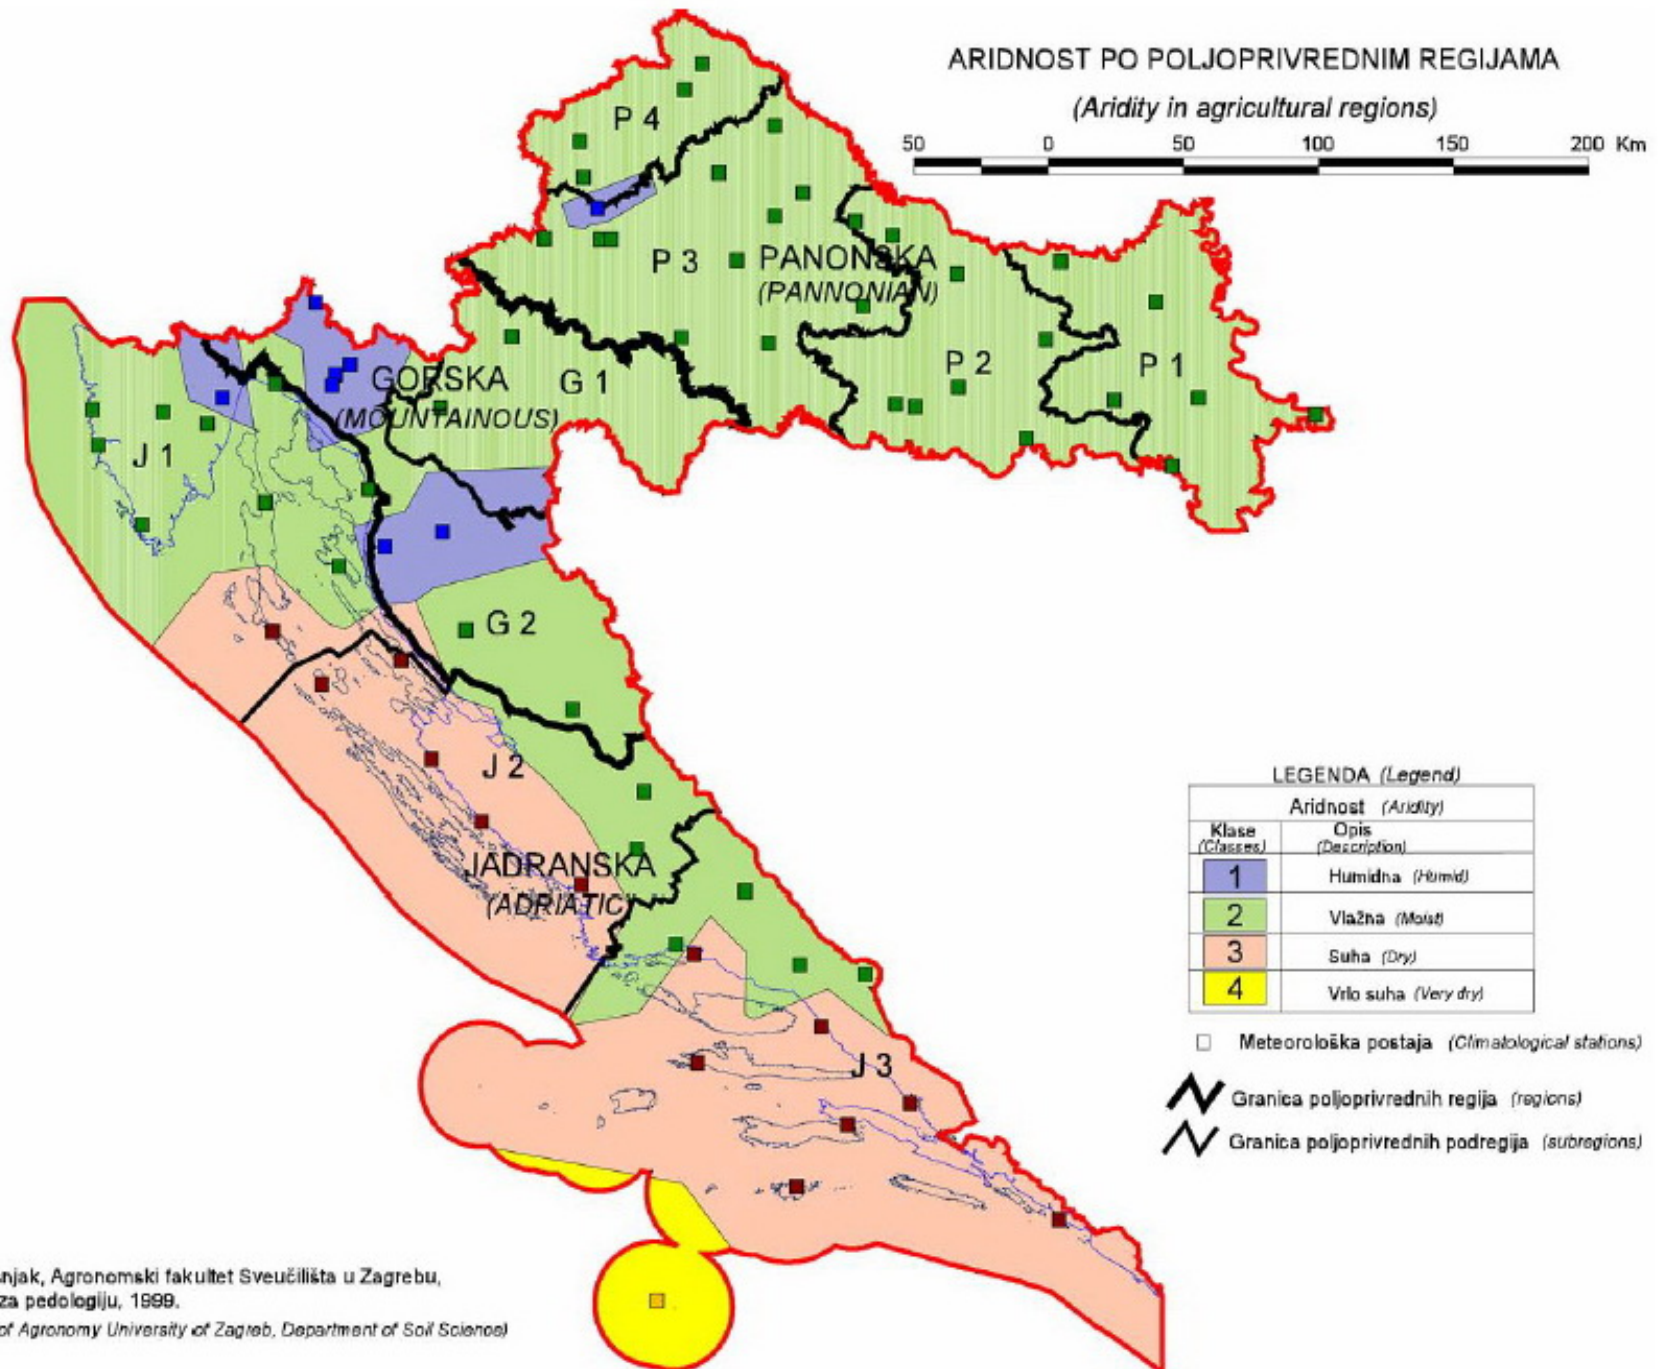 ARIDNOST PO POLJOPRIVREDNIM REGIJAMA
(Aridity in agricultural regions)
50 0 50 100 150 200 Km
P 4
P 3
PANONSKA
(PANNONIAN)
P 2
P 1
GORSKA
(MOUNTAINOUS)
G 1
J 1
G 2
J 2
JADRANSKA
(ADRIATIC)
J 3
LEGENDA (Legend)
Aridnost (Aridity)
Klase Opis
(Classes) (Description)
1 Humidna (Humid)
2 Vlažna (Moist)
3 Suha (Dry)
4 Vrlo suha (Very dry)
Meteorološka postaja (Climatological stations)
Granica poljoprivrednih regija (regions)
Granica poljoprivrednih podregija (subregions)
njak, Agronomski fakultet Sveučilišta u Zagrebu,
za pedologiju, 1999.
of Agronomy University of Zagreb, Department of Soil Science)